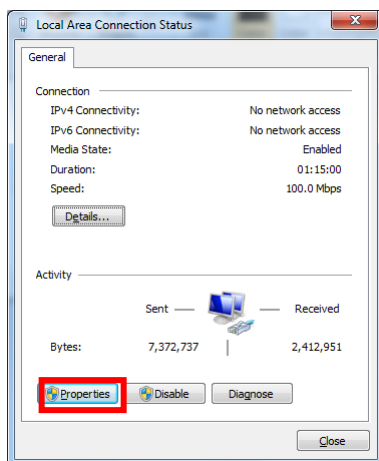 Local Area Connection Status
General
Connection
IPv4 Connectivity: No network access
IPv6 Connectivity: No network access
Media State: Enabled
Duration: 01:15:00
Speed: 100.0 Mbps
Details...
Activity
Sent Received
Bytes: 7,372,737 2,412,951
Properties Disable Diagnose
Close